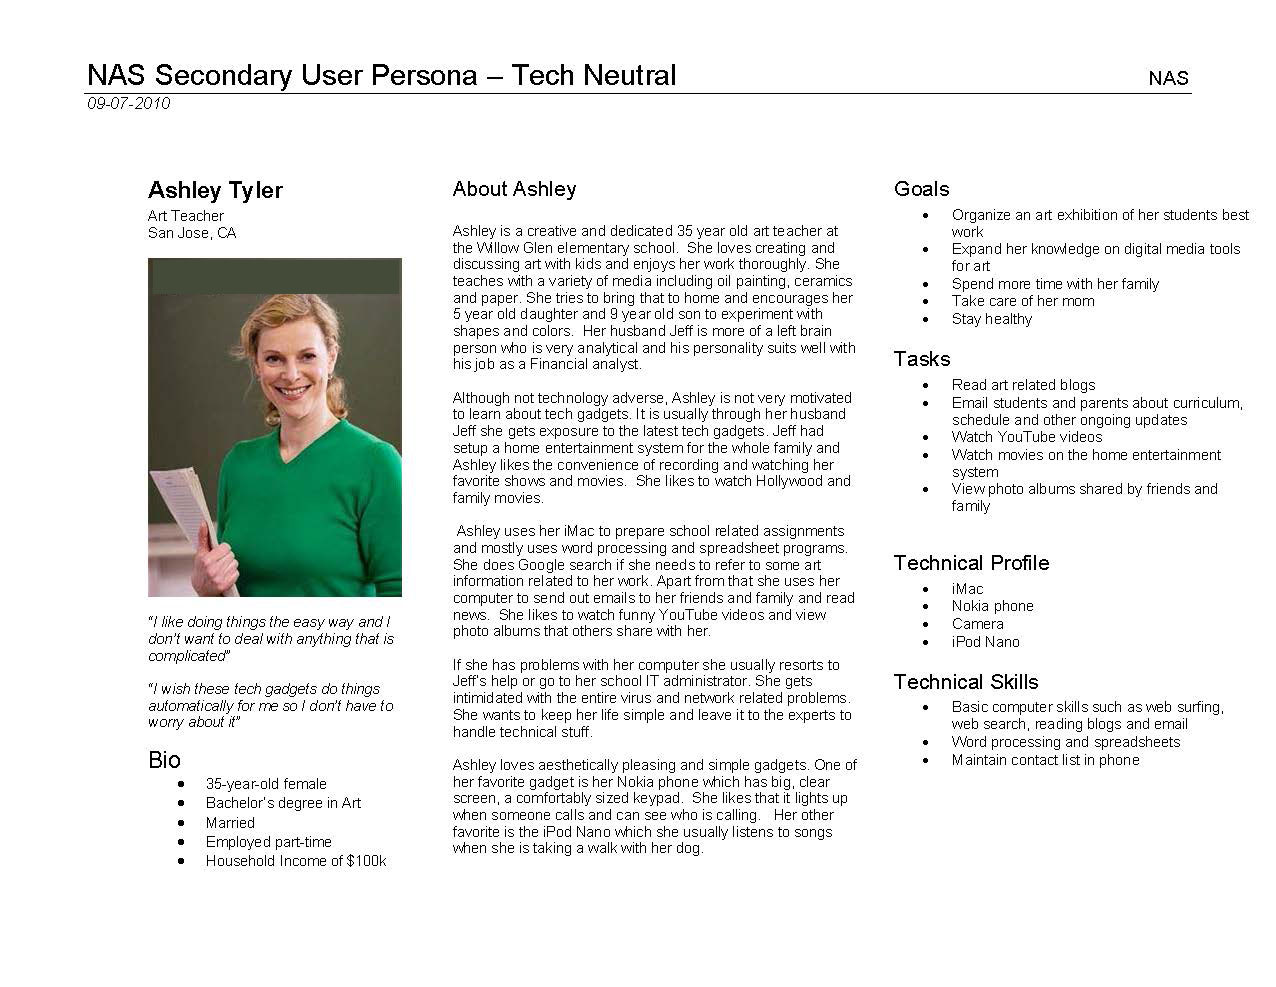 NAS Secondary User Persona – Tech Neutral
NAS
09-07-2010
Ashley Tyler
Art Teacher
San Jose, CA
"I like doing things the easy way and I
don't want to deal with anything that is
complicated"
"I wish these tech gadgets do things
automatically for me so I don't have to
worry about it"
Bio
• 35-year-old female
• Bachelor's degree in Art
• Married
• Employed part-time
• Household Income of $100k
About Ashley
Ashley is a creative and dedicated 35 year old art teacher at
the Willow Glen elementary school. She loves creating and
discussing art with kids and enjoys her work thoroughly. She
teaches with a variety of media including oil painting, ceramics
and paper. She tries to bring that to home and encourages her
5 year old daughter and 9 year old son to experiment with
shapes and colors. Her husband Jeff is more of a left brain
person who is very analytical and his personality suits well with
his job as a Financial analyst.
Although not technology adverse, Ashley is not very motivated
to learn about tech gadgets. It is usually through her husband
Jeff she gets exposure to the latest tech gadgets. Jeff had
setup a home entertainment system for the whole family and
Ashley likes the convenience of recording and watching her
favorite shows and movies. She likes to watch Hollywood and
family movies.
Ashley uses her iMac to prepare school related assignments
and mostly uses word processing and spreadsheet programs.
She does Google search if she needs to refer to some art
information related to her work. Apart from that she uses her
computer to send out emails to her friends and family and read
news. She likes to watch funny YouTube videos and view
photo albums that others share with her.
If she has problems with her computer she usually resorts to
Jeff's help or go to her school IT administrator. She gets
intimidated with the entire virus and network related problems.
She wants to keep her life simple and leave it to the experts to
handle technical stuff.
Ashley loves aesthetically pleasing and simple gadgets. One of
her favorite gadget is her Nokia phone which has big, clear
screen, a comfortably sized keypad. She likes that it lights up
when someone calls and can see who is calling. Her other
favorite is the iPod Nano which she usually listens to songs
when she is taking a walk with her dog.
Goals
• Organize an art exhibition of her students best
work
• Expand her knowledge on digital media tools
for art
• Spend more time with her family
• Take care of her mom
• Stay healthy
Tasks
• Read art related blogs
• Email students and parents about curriculum,
schedule and other ongoing updates
• Watch YouTube videos
• Watch movies on the home entertainment
system
• View photo albums shared by friends and
family
Technical Profile
• iMac
• Nokia phone
• Camera
• iPod Nano
Technical Skills
• Basic computer skills such as web surfing,
web search, reading blogs and email
• Word processing and spreadsheets
• Maintain contact list in phone